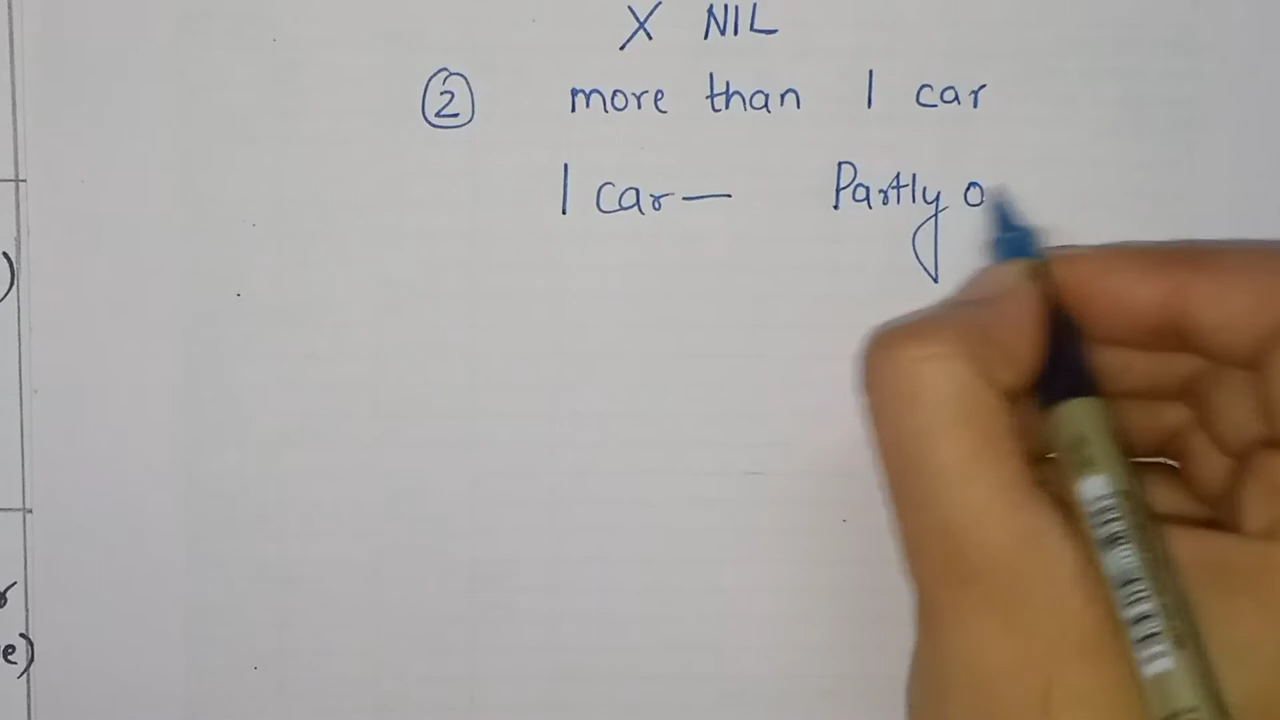 X NIL
② more than 1 car
1 car — Partly o
)
r
e)